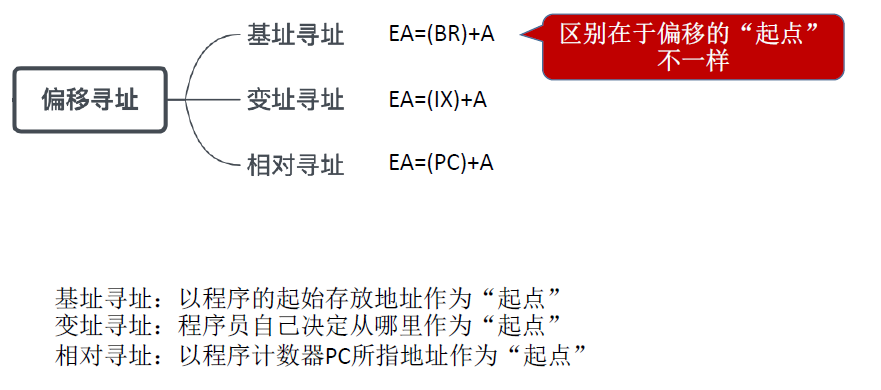 基址寻址 EA=(BR)+A
区别在于偏移的“起点”
不一样
偏移寻址
变址寻址 EA=(IX)+A
相对寻址 EA=(PC)+A
基址寻址：以程序的起始存放地址作为“起点”
变址寻址：程序员自己决定从哪里作为“起点”
相对寻址：以程序计数器PC所指地址作为“起点”